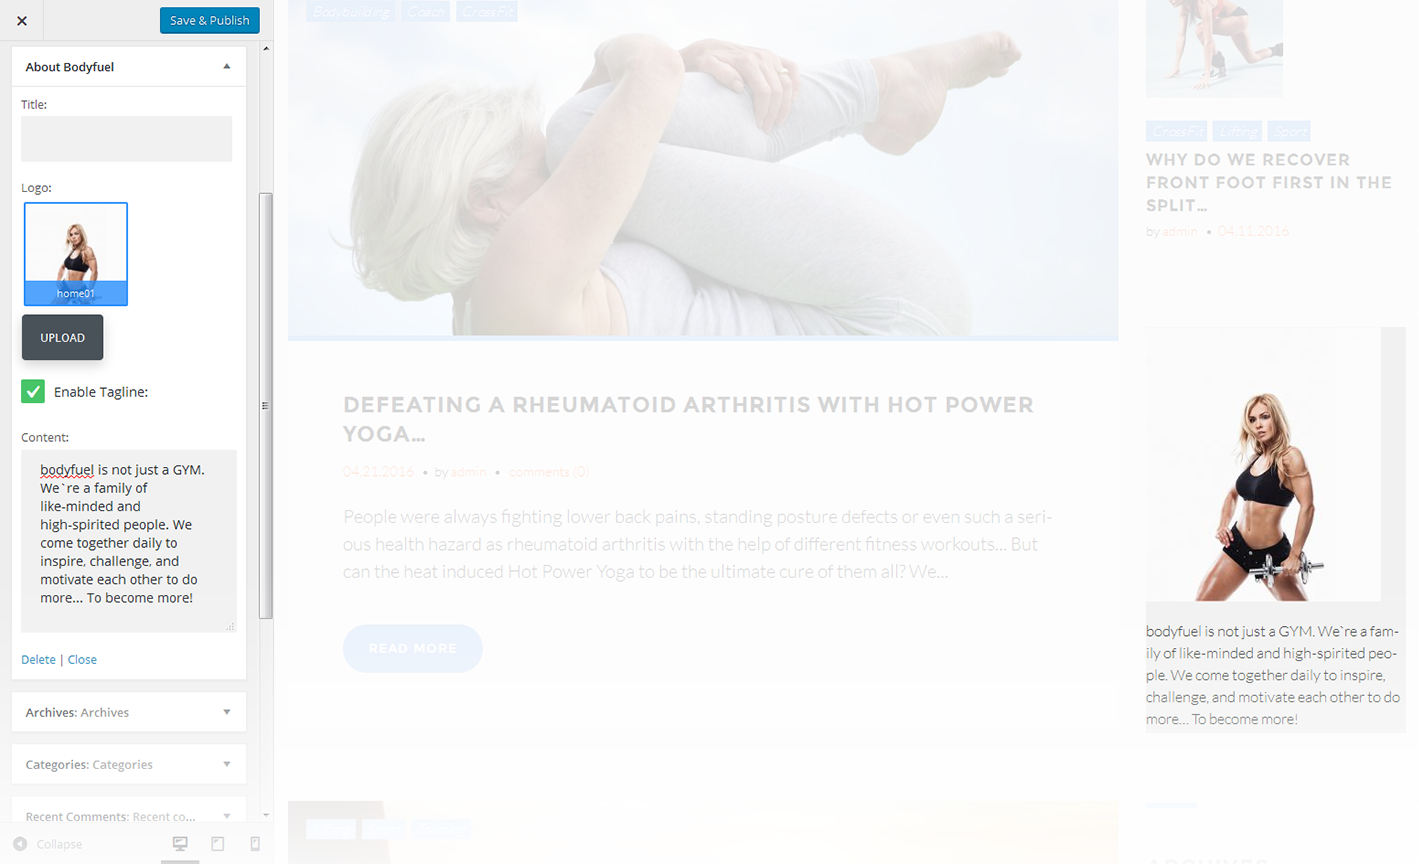 Save & Publish
About Bodyfuel
Title:
Logo:
home01
UPLOAD
Enable Tagline:
Content:
bodyfuel is not just a GYM.
We`re a family of
like-minded and
high-spirited people. We
come together daily to
inspire, challenge, and
motivate each other to do
more... To become more!
Delete | Close
Archives: Archives
Categories: Categories
Recent Comments: Recent co...
Collapse
Bodybuilding Coach CrossFit
DEFEATING A RHEUMATOID ARTHRITIS WITH HOT POWER
YOGA...
04.21.2016 • by admin • comments (0)
People were always fighting lower back pains, standing posture defects or even such a seri-
ous health hazard as rheumatoid arthritis with the help of different fitness workouts... But
can the heat induced Hot Power Yoga to be the ultimate cure of them all? We...
READ MORE
CrossFit Lifting Sport
WHY DO WE RECOVER
FRONT FOOT FIRST IN THE
SPLIT...
by admin • 04.11.2016
bodyfuel is not just a GYM. We`re a fam-
ily of like-minded and high-spirited peo-
ple. We come together daily to inspire,
challenge, and motivate each other to do
more... To become more!
ARCHIVES